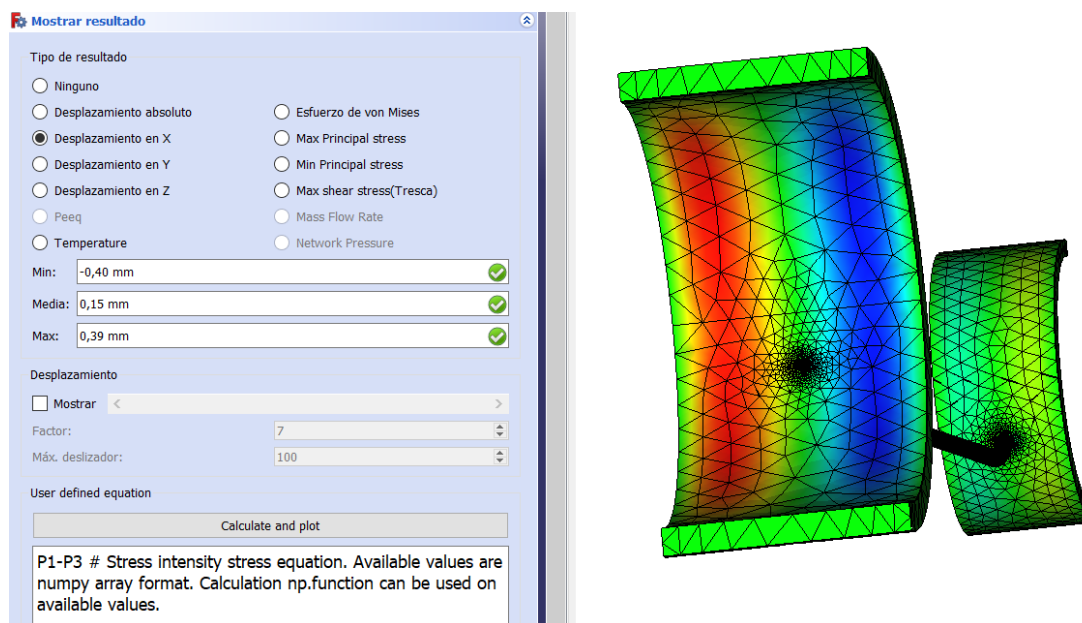 Mostrar resultado
Tipo de resultado
Ninguno
Desplazamiento absoluto
Esfuerzo de von Mises
Desplazamiento en X
Max Principal stress
Desplazamiento en Y
Min Principal stress
Desplazamiento en Z
Max shear stress(Tresca)
Peeq
Mass Flow Rate
Temperature
Network Pressure
Min: -0,40 mm
Media: 0,15 mm
Max: 0,39 mm
Desplazamiento
Mostrar
Factor: 7
Máx. deslizador: 100
User defined equation
Calculate and plot
P1-P3 # Stress intensity stress equation. Available values are
numpy array format. Calculation np.function can be used on
available values.